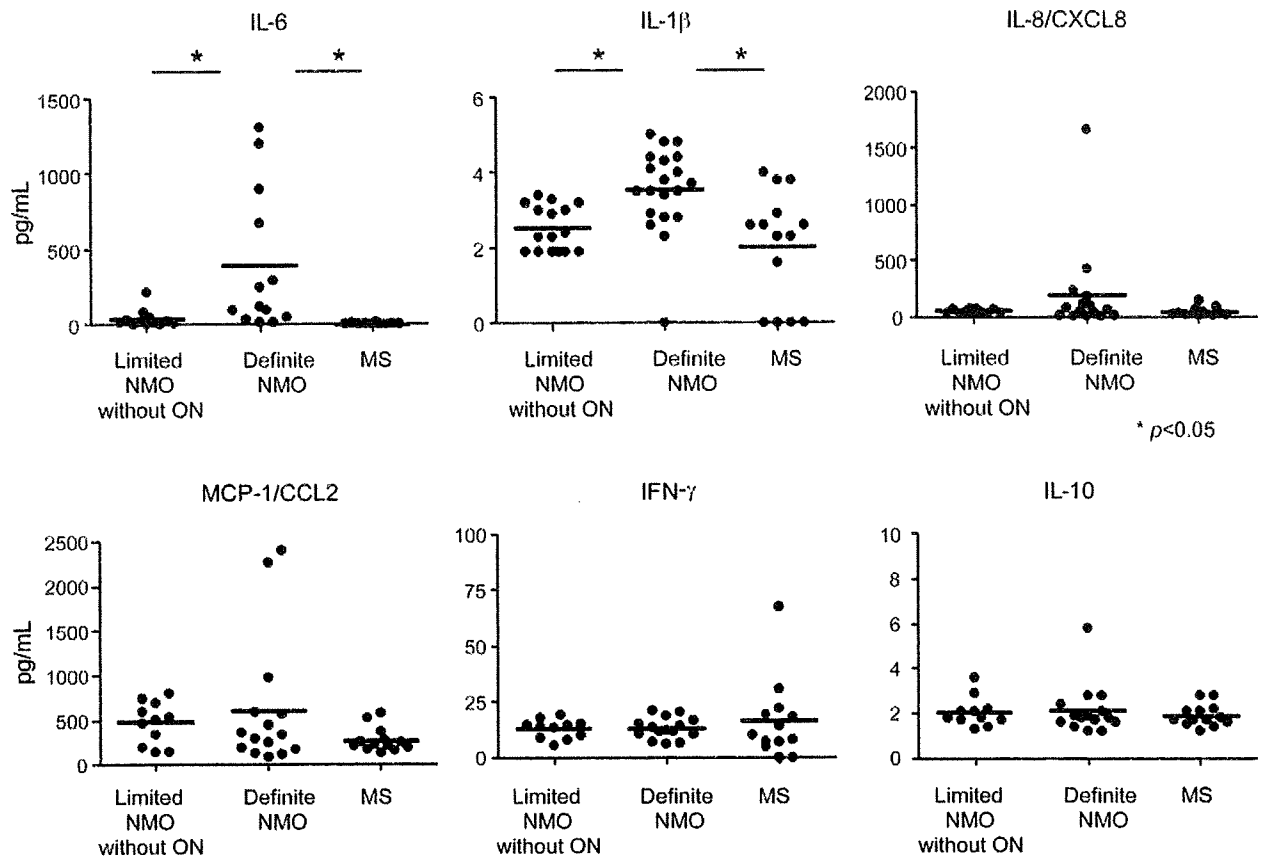 IL-6
IL-1β
IL-8/CXCL8
*
*
*
*
pg/mL
1500
1000
500
0
6
4
2
0
2000
1500
1000
500
0
Limited
NMO
without ON
Definite
NMO
MS
Limited
NMO
without ON
Definite
NMO
MS
Limited
NMO
without ON
Definite
NMO
MS
* p<0.05
MCP-1/CCL2
IFN-γ
IL-10
pg/mL
2500
2000
1500
1000
500
0
100
75
50
25
0
10
8
6
4
2
0
Limited
NMO
without ON
Definite
NMO
MS
Limited
NMO
without ON
Definite
NMO
MS
Limited
NMO
without ON
Definite
NMO
MS